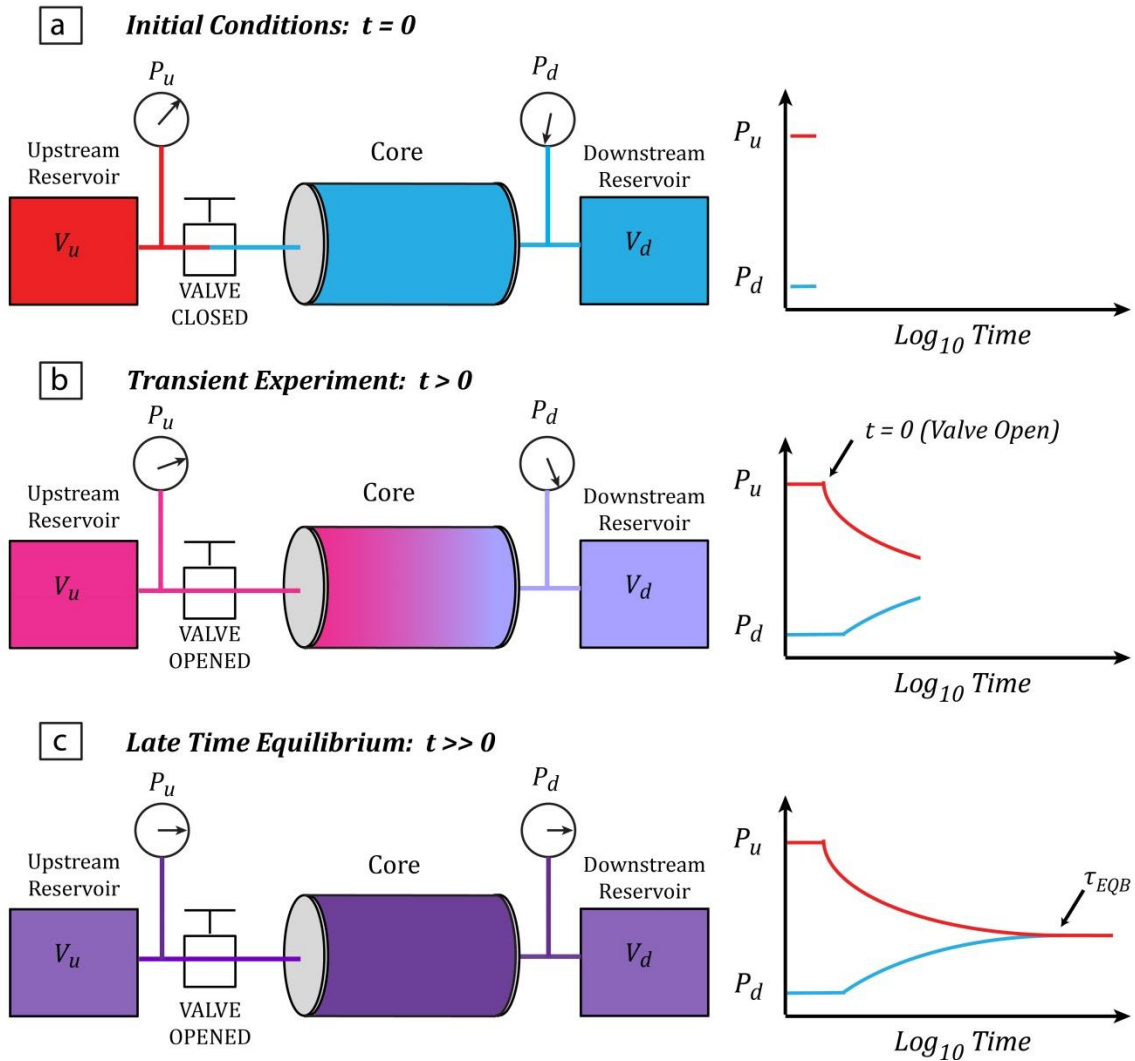 a Initial Conditions: t = 0
P_u
P_d
Upstream
Reservoir
Core
Downstream
Reservoir
V_u
VALVE
CLOSED
V_d
P_u
P_d
Log_10 Time
b Transient Experiment: t > 0
P_u
P_d
Upstream
Reservoir
Core
Downstream
Reservoir
V_u
VALVE
OPENED
V_d
t = 0 (Valve Open)
P_u
P_d
Log_10 Time
c Late Time Equilibrium: t >> 0
P_u
P_d
Upstream
Reservoir
Core
Downstream
Reservoir
V_u
VALVE
OPENED
V_d
P_u
τ_EQB
P_d
Log_10 Time